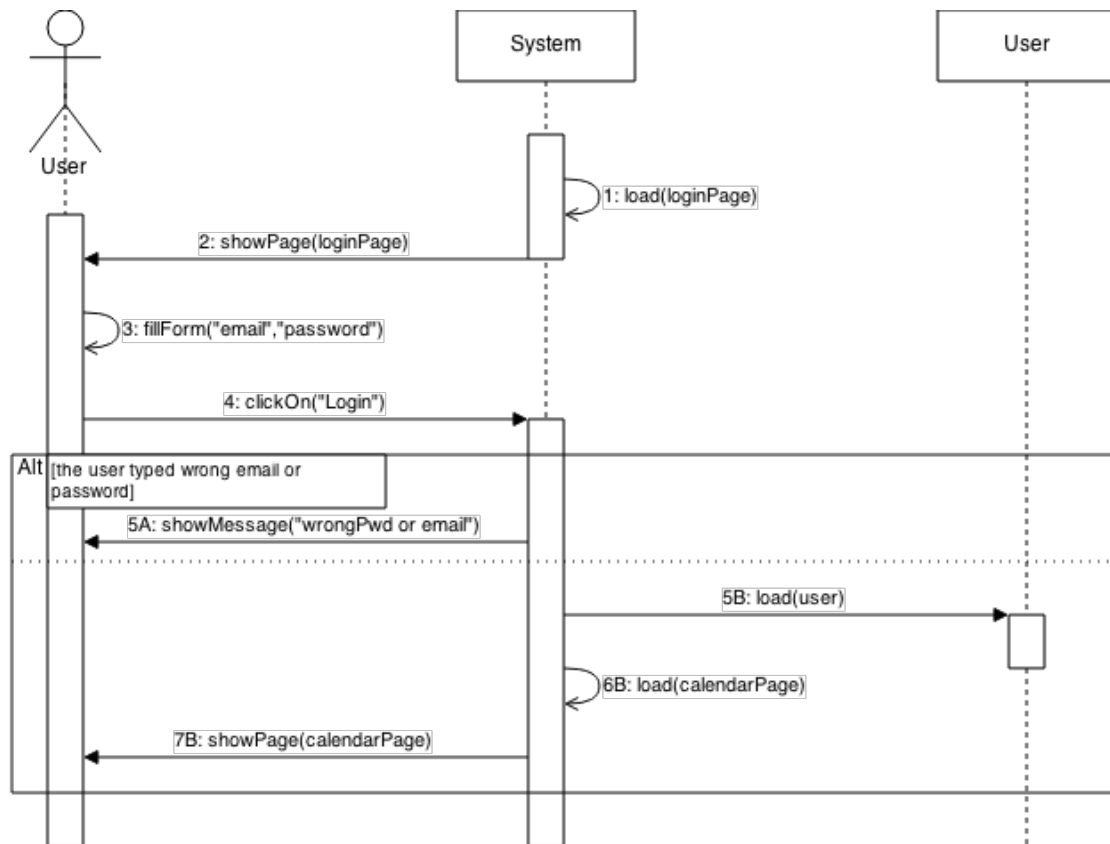 System
User
User
1: load(loginPage)
2: showPage(loginPage)
3: fillForm("email","password")
4: clickOn("Login")
Alt
[the user typed wrong email or
password]
5A: showMessage("wrongPwd or email")
5B: load(user)
6B: load(calendarPage)
7B: showPage(calendarPage)